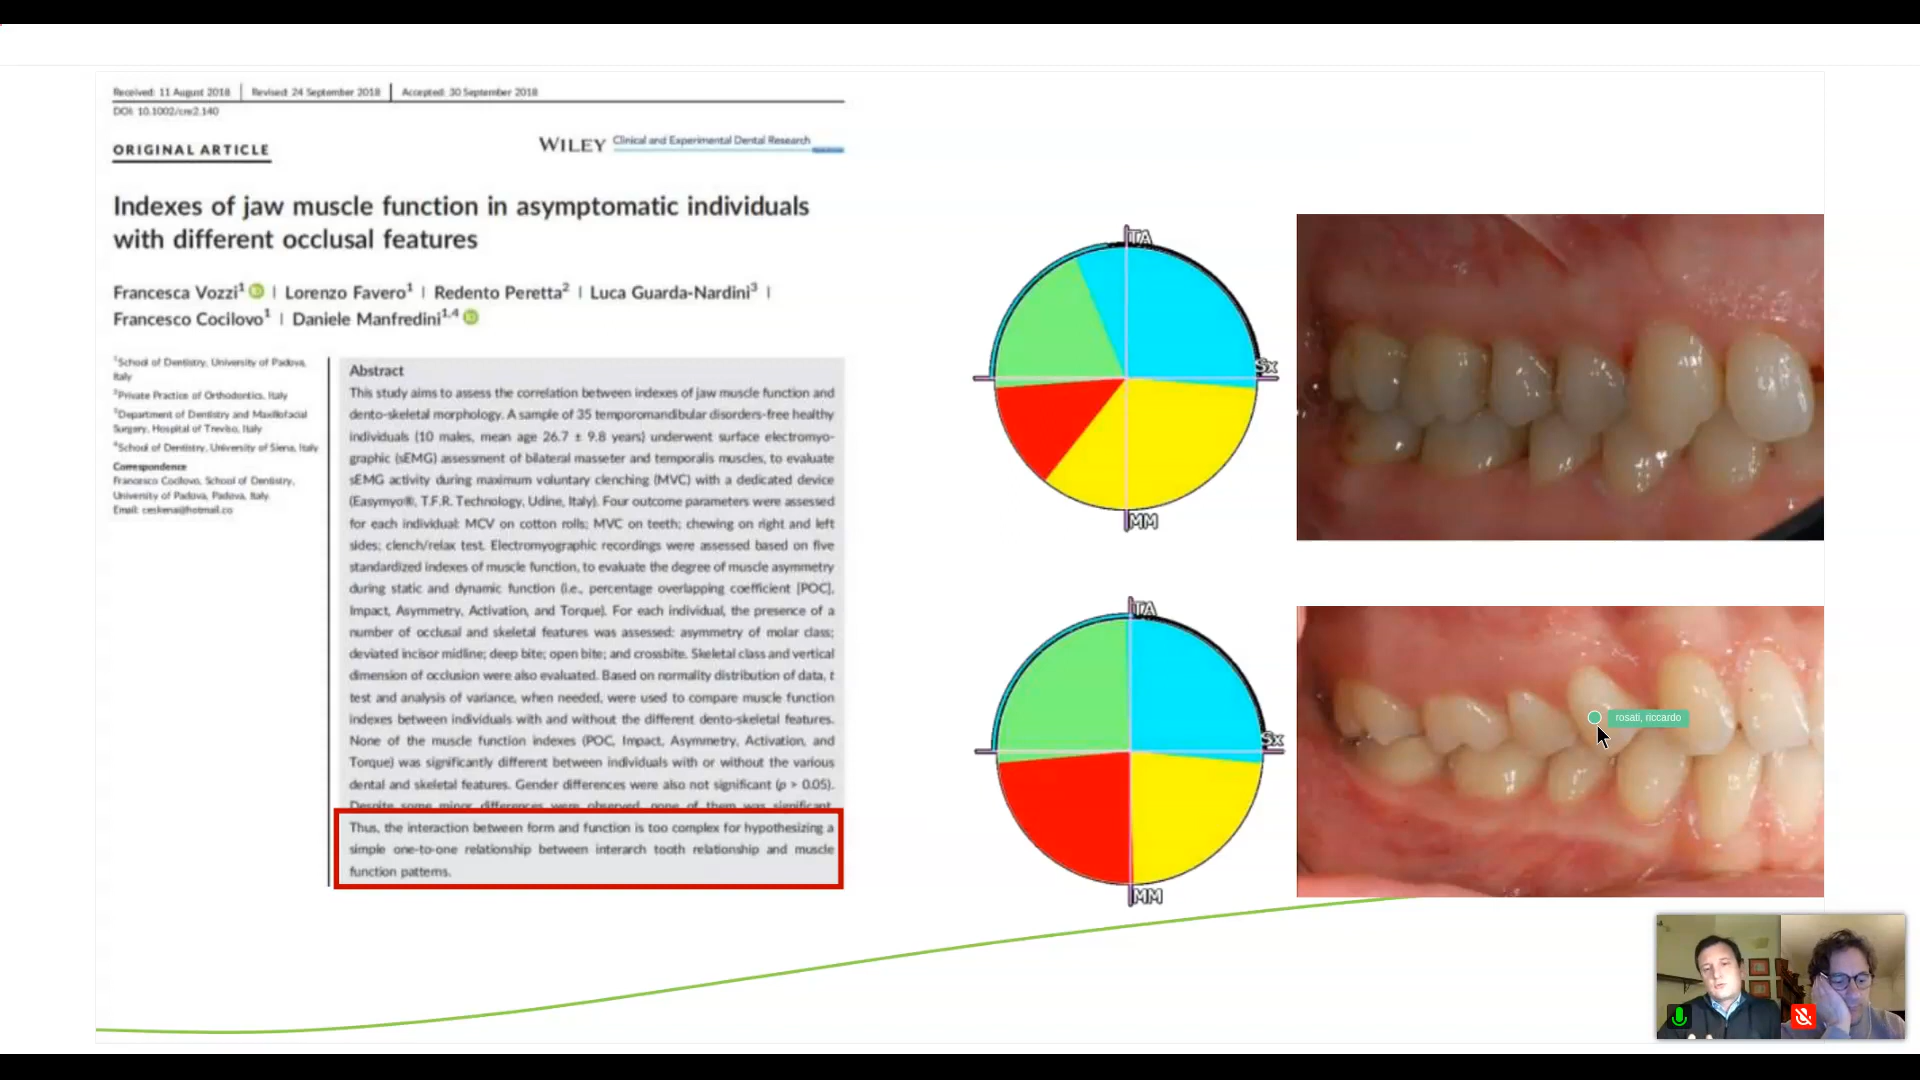 Received: 11 August 2018 | Revised: 24 September 2018 | Accepted: 30 September 2018
DOI: 10.1002/cre2.140
ORIGINAL ARTICLE
WILEY Clinical and Experimental Dental Research
Indexes of jaw muscle function in asymptomatic individuals
with different occlusal features
Francesca Vozzi1 | Lorenzo Favero1 | Redento Peretta2 | Luca Guarda-Nardini3 |
Francesco Cocilovo1 | Daniele Manfredini1,4
1School of Dentistry, University of Padova,
Italy
2Private Practice of Orthodontics, Italy
3Department of Dentistry and Maxillofacial
Surgery, Hospital of Treviso, Italy
4School of Dentistry, University of Siena, Italy
Correspondence
Francesco Cocilovo, School of Dentistry,
University of Padova, Padova, Italy.
Email: ceskena@hotmail.co
Abstract
This study aims to assess the correlation between indexes of jaw muscle function and
dento-skeletal morphology. A sample of 35 temporomandibular disorders-free healthy
individuals (10 males, mean age 26.7 ± 9.8 years) underwent surface electromyo-
graphic (sEMG) assessment of bilateral masseter and temporalis muscles, to evaluate
sEMG activity during maximum voluntary clenching (MVC) with a dedicated device
(Easymyo®, T.F.R. Technology, Udine, Italy). Four outcome parameters were assessed
for each individual: MCV on cotton rolls; MVC on teeth; chewing on right and left
sides; clench/relax test. Electromyographic recordings were assessed based on five
standardized indexes of muscle function, to evaluate the degree of muscle asymmetry
during static and dynamic function (i.e., percentage overlapping coefficient [POC],
Impact, Asymmetry, Activation, and Torque). For each individual, the presence of a
number of occlusal and skeletal features was assessed: asymmetry of molar class;
deviated incisor midline; deep bite; open bite; and crossbite. Skeletal class and vertical
dimension of occlusion were also evaluated. Based on normality distribution of data, t
test and analysis of variance, when needed, were used to compare muscle function
indexes between individuals with and without the different dento-skeletal features.
None of the muscle function indexes (POC, Impact, Asymmetry, Activation, and
Torque) was significantly different between individuals with or without the various
dental and skeletal features. Gender differences were also not significant (p > 0.05).
Despite some minor differences were observed, none of them was significant.
Thus, the interaction between form and function is too complex for hypothesizing a
simple one-to-one relationship between interarch tooth relationship and muscle
function patterns.
TA
Sx
MM
TA
Sx
MM
rosati, riccardo